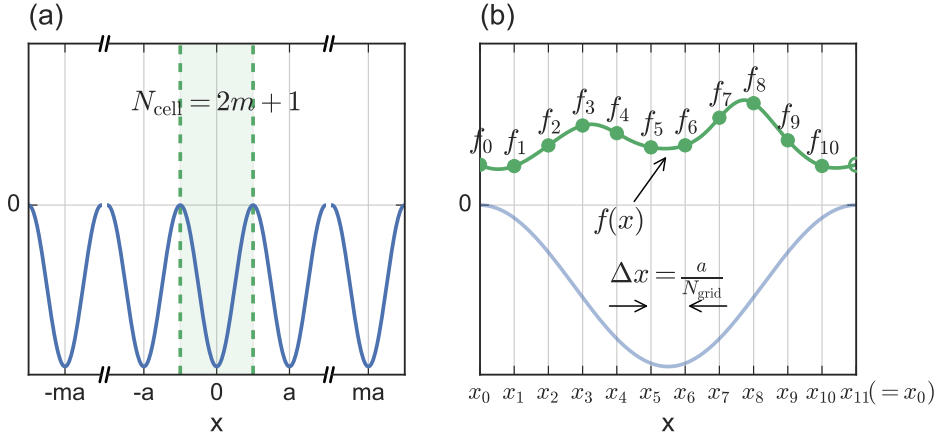 (a)
N_cell = 2m + 1
0
-ma -a 0 a ma
x
(b)
f_0 f_1 f_2 f_3 f_4 f_5 f_6 f_7 f_8 f_9 f_10
f(x)
0
Δx = a/N_grid
x_0 x_1 x_2 x_3 x_4 x_5 x_6 x_7 x_8 x_9 x_10 x_11(= x_0)
x